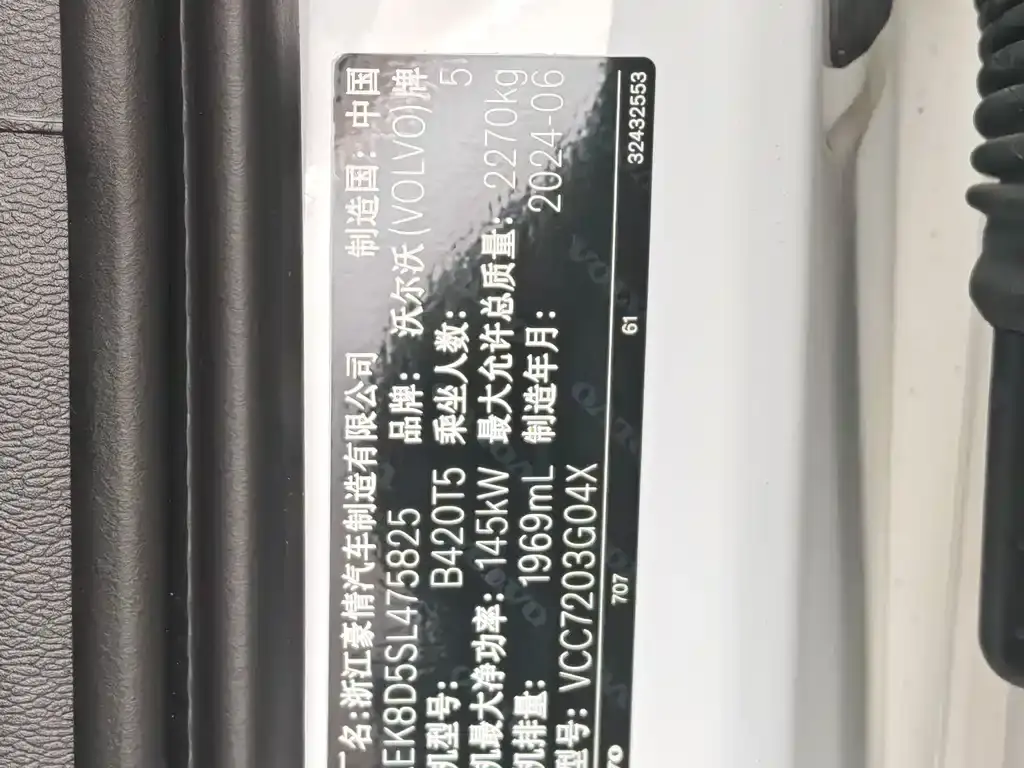 名:浙江豪情汽车制造有限公司 制造国:中国
EK8D5SL475825 品牌:沃尔沃(VOLVO)牌
机型号: B420T5 乘坐人数: 5
机最大净功率:145kW 最大允许总质量:2270kg
机排量: 1969mL 制造年月: 2024-06
型号:VCC7203G04X
707 61 32432553